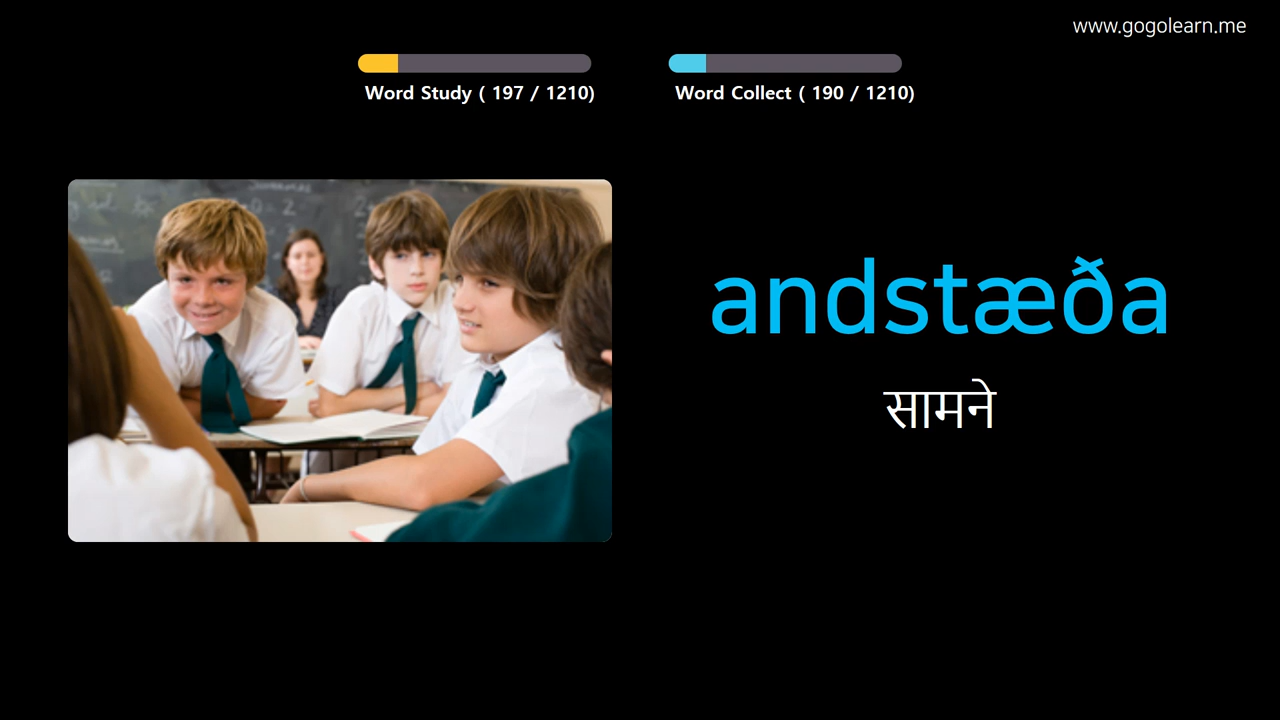 www.gogolearn.me
Word Study ( 197 / 1210)
Word Collect ( 190 / 1210)
andstæða
सामने